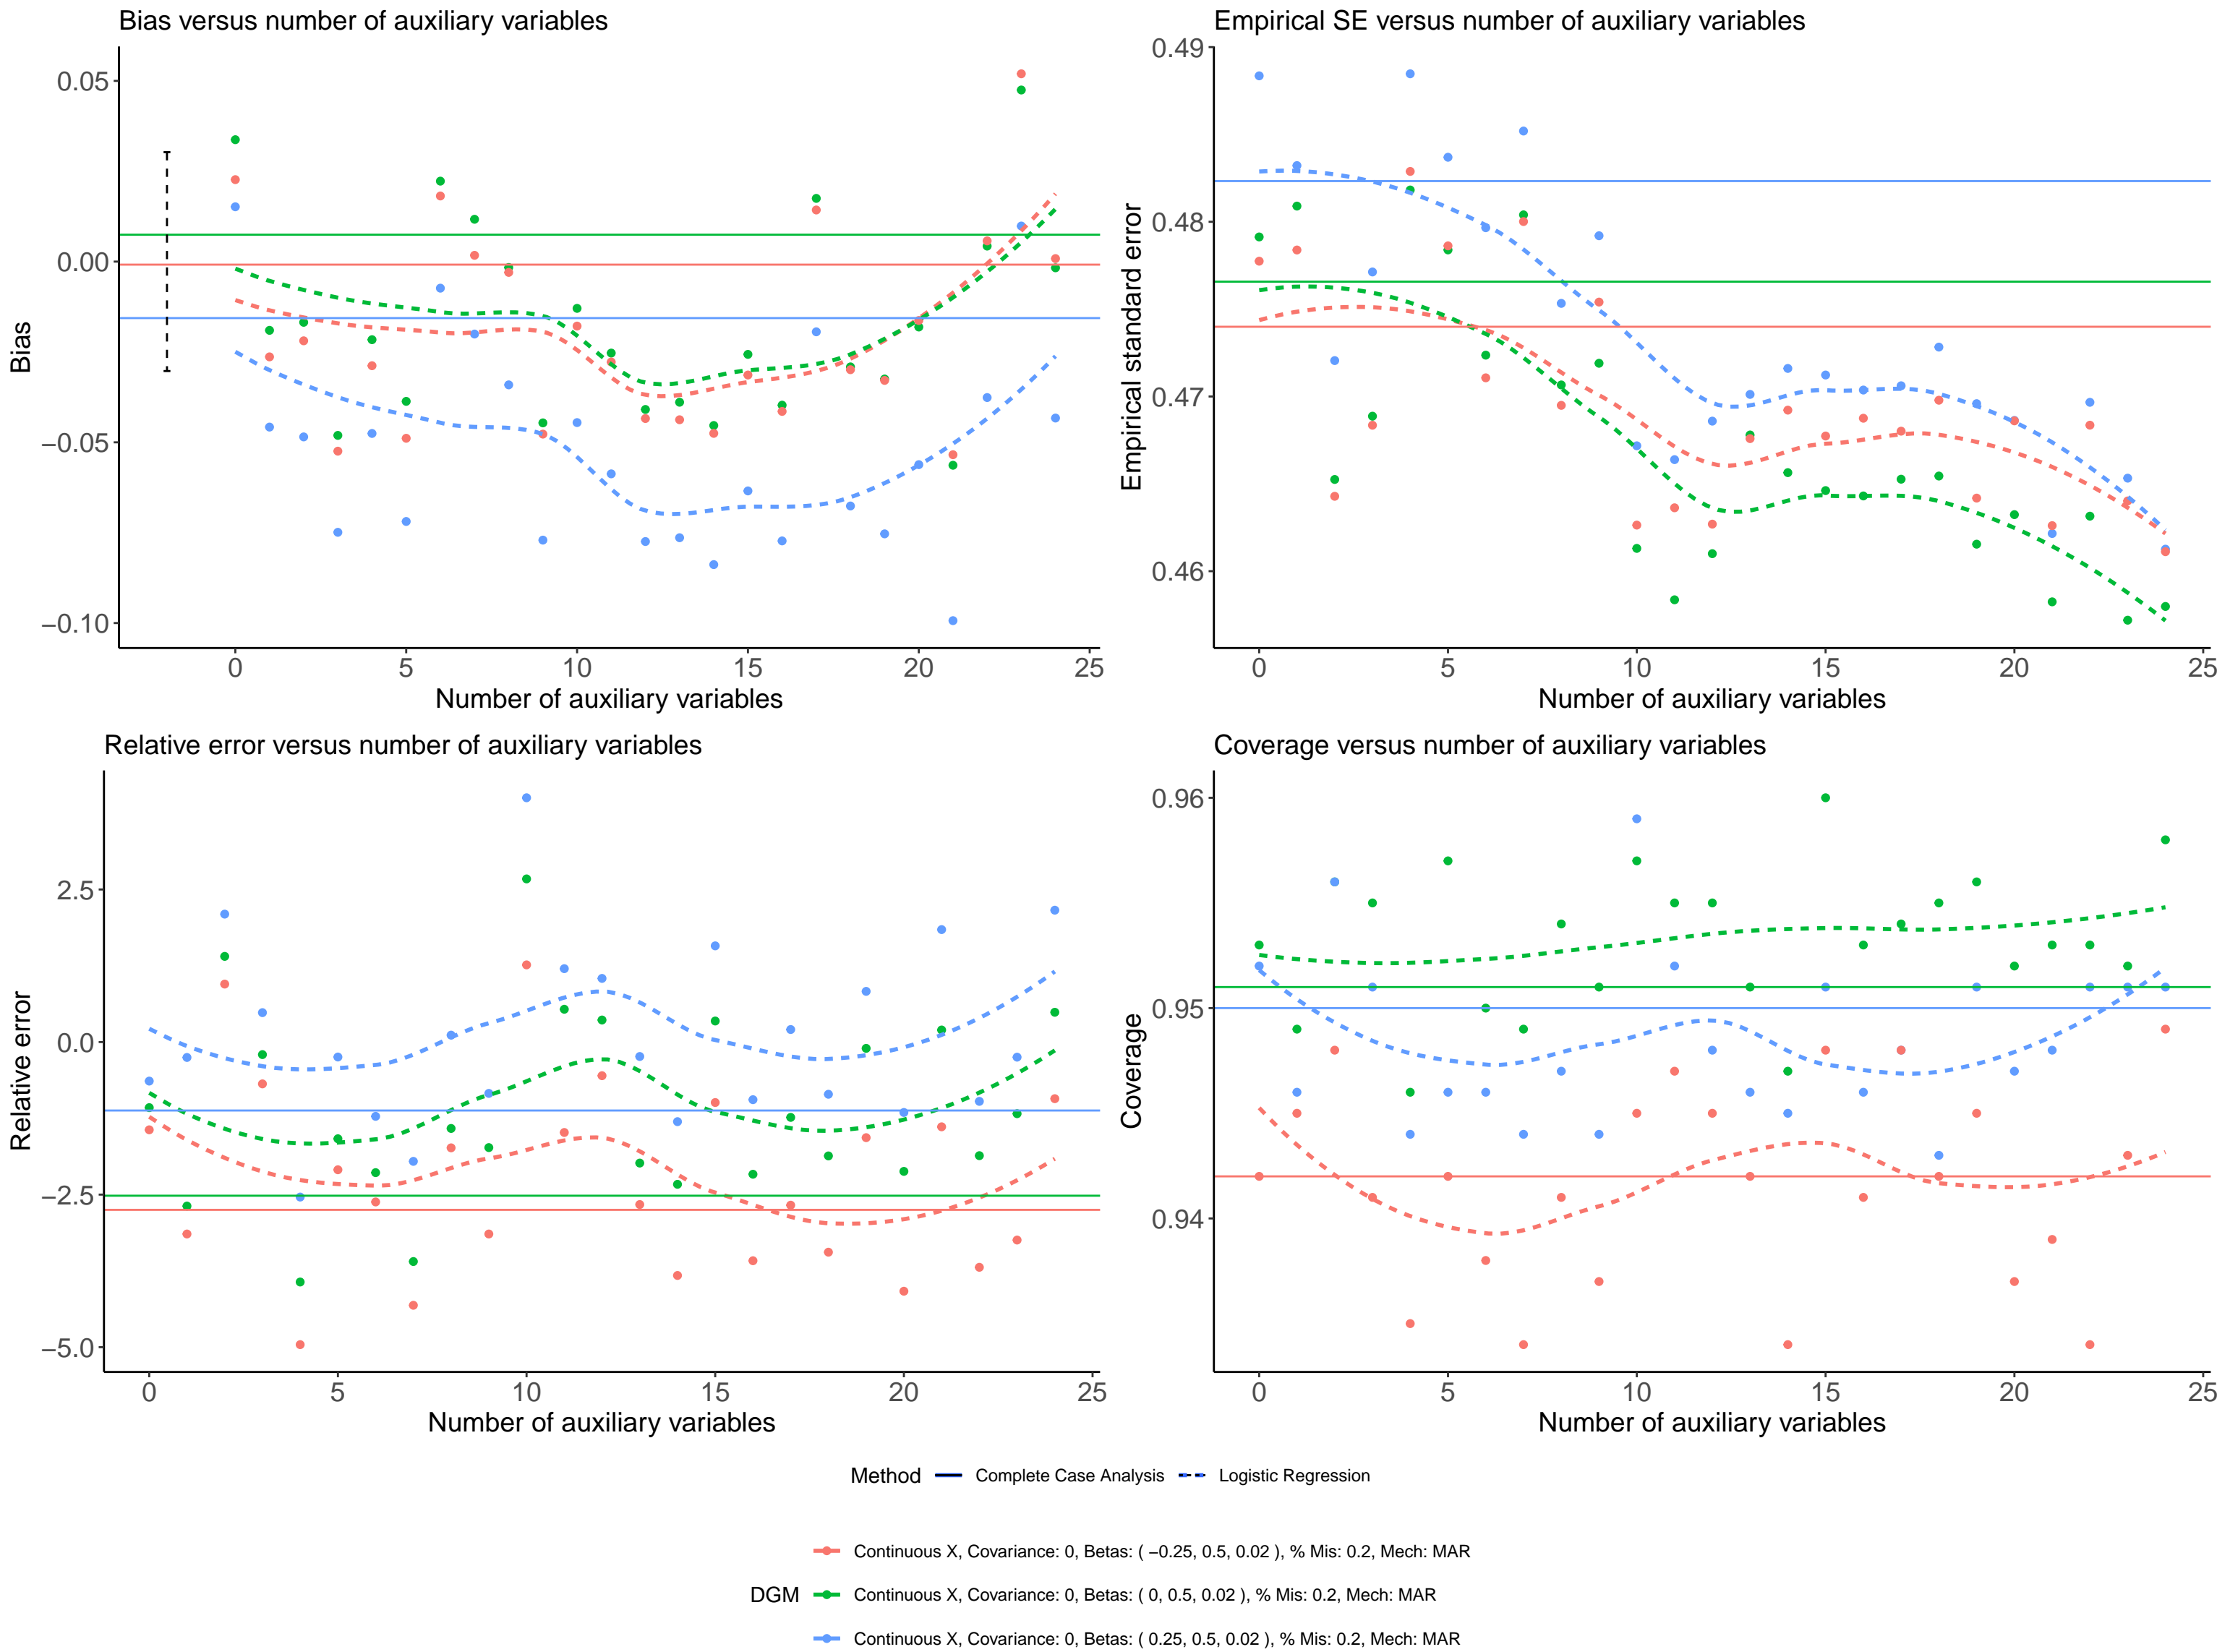 Bias versus number of auxiliary variables
0.05
0.00
−0.05
−0.10
Bias
0 5 10 15 20 25
Number of auxiliary variables
Empirical SE versus number of auxiliary variables
0.49
0.48
0.47
0.46
Empirical standard error
0 5 10 15 20 25
Number of auxiliary variables
Relative error versus number of auxiliary variables
2.5
0.0
−2.5
−5.0
Relative error
0 5 10 15 20 25
Number of auxiliary variables
Coverage versus number of auxiliary variables
0.96
0.95
0.94
Coverage
0 5 10 15 20 25
Number of auxiliary variables
Method Complete Case Analysis Logistic Regression
Continuous X, Covariance: 0, Betas: ( −0.25, 0.5, 0.02 ), % Mis: 0.2, Mech: MAR
DGM Continuous X, Covariance: 0, Betas: ( 0, 0.5, 0.02 ), % Mis: 0.2, Mech: MAR
Continuous X, Covariance: 0, Betas: ( 0.25, 0.5, 0.02 ), % Mis: 0.2, Mech: MAR